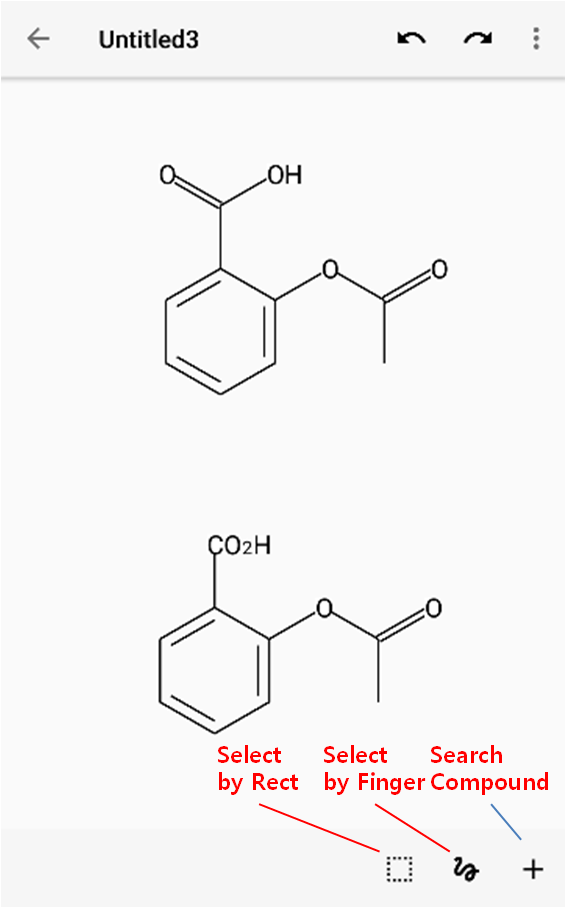 Untitled3
O OH
O O
CO2H
O O
Select Select Search
by Rect by Finger Compound